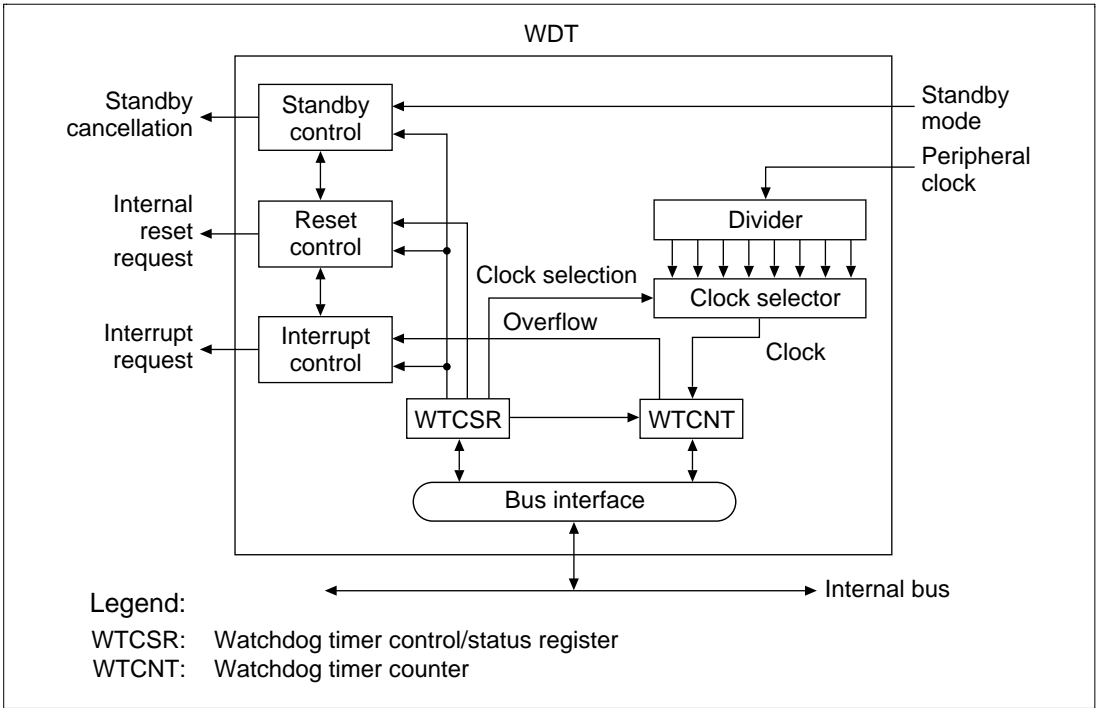 WDT
Standby
cancellation
Standby
control
Standby
mode
Peripheral
clock
Internal
reset
request
Reset
control
Divider
Clock selection
Clock selector
Interrupt
request
Interrupt
control
Overflow
Clock
WTCSR
WTCNT
Bus interface
Internal bus
Legend:
WTCSR: Watchdog timer control/status register
WTCNT: Watchdog timer counter